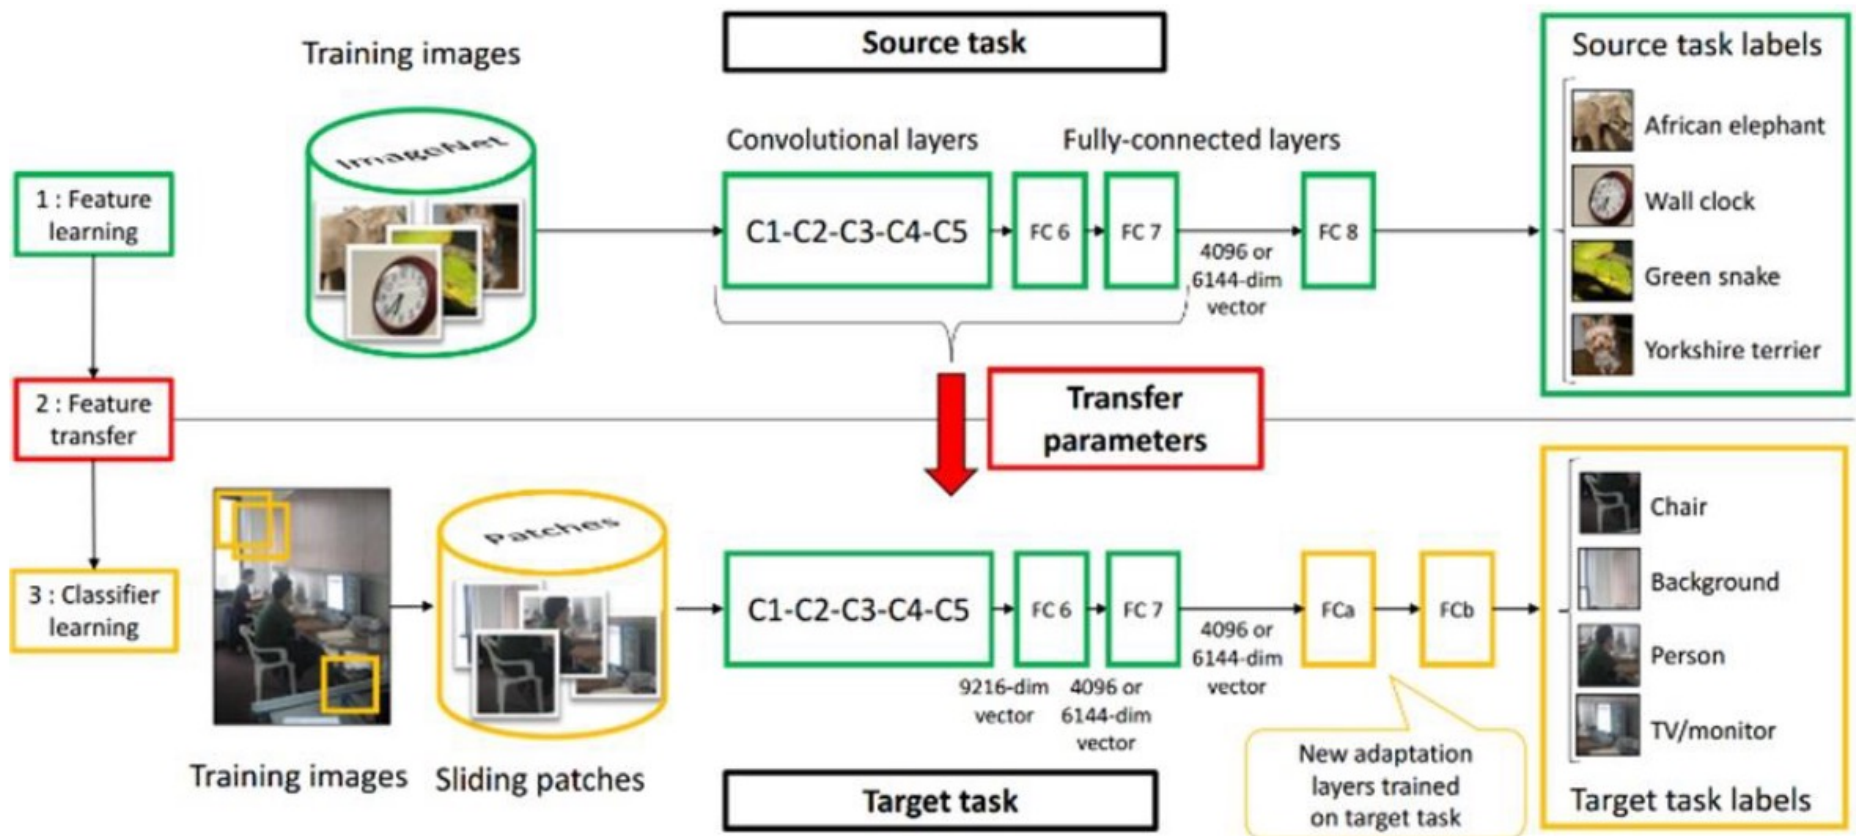 Source task
Training images
Source task labels
ImageNet
African elephant
Convolutional layers
Fully-connected layers
1 : Feature
learning
C1-C2-C3-C4-C5
FC 6
FC 7
4096 or
6144-dim
vector
FC 8
Wall clock
Green snake
Yorkshire terrier
2 : Feature
transfer
Transfer
parameters
3 : Classifier
learning
Training images
Patches
Sliding patches
C1-C2-C3-C4-C5
9216-dim
vector
FC 6
4096 or
6144-dim
vector
FC 7
4096 or
6144-dim
vector
FCa
FCb
New adaptation
layers trained
on target task
Chair
Background
Person
TV/monitor
Target task labels
Target task